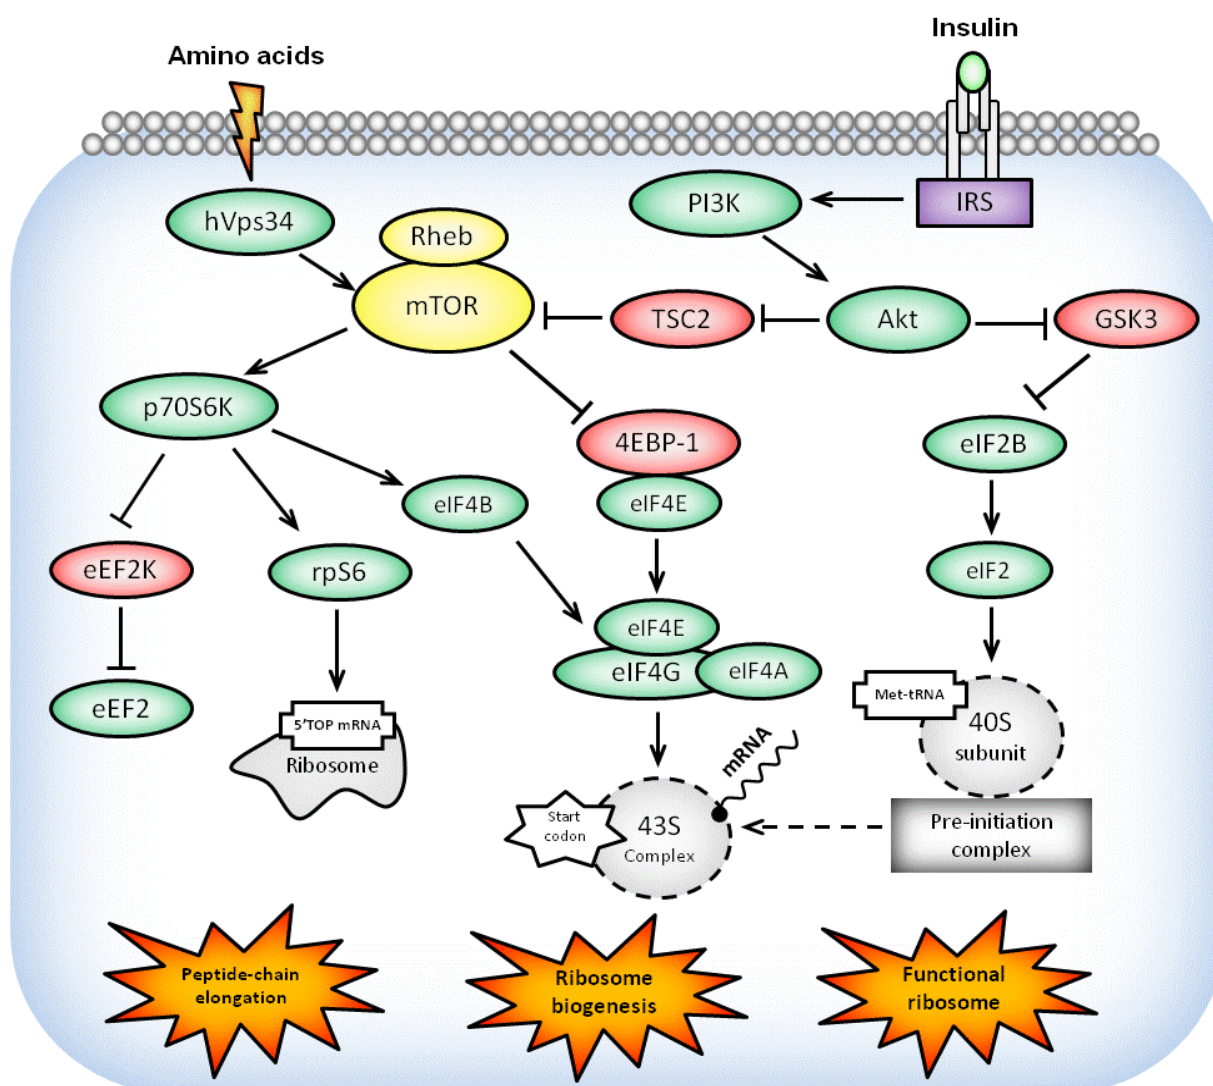 Insulin
Amino acids
PI3K
IRS
hVps34
Rheb
mTOR
TSC2
Akt
GSK3
p70S6K
4EBP-1
eIF2B
eIF4B
eIF4E
eEF2K
rpS6
eIF2
eIF4E
eIF4G
eIF4A
eEF2
Met-tRNA
5'TOP mRNA
Ribosome
40S
subunit
mRNA
Start
codon
43S
Complex
Pre-initiation
complex
Peptide-chain
elongation
Ribosome
biogenesis
Functional
ribosome